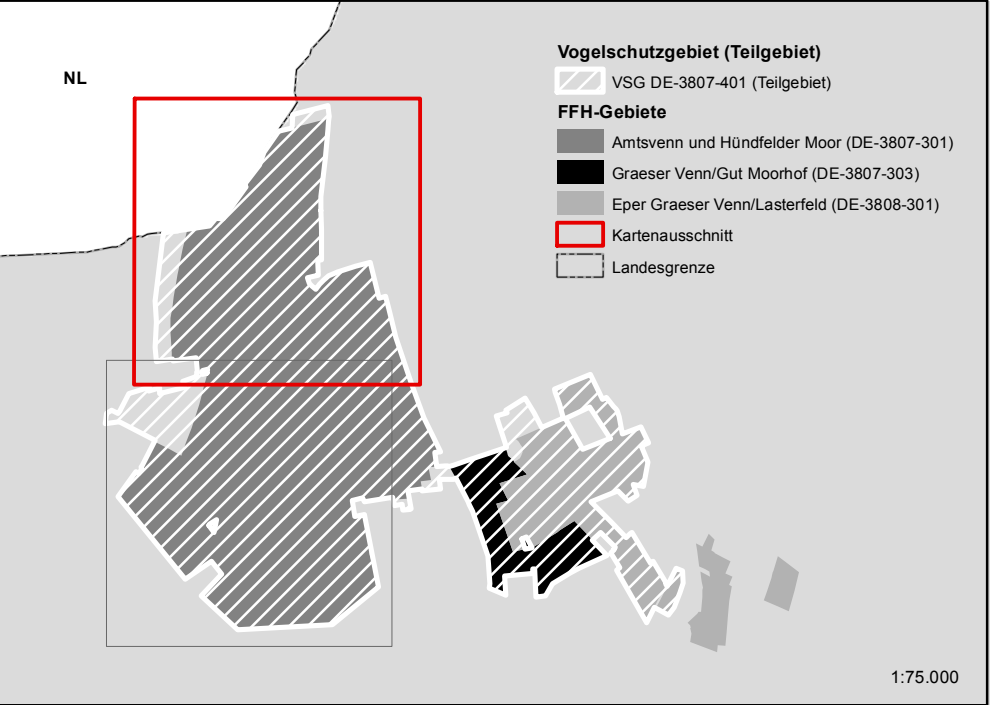 NL
Vogelschutzgebiet (Teilgebiet)
VSG DE-3807-401 (Teilgebiet)
FFH-Gebiete
Amtsvenn und Hündfelder Moor (DE-3807-301)
Graeser Venn/Gut Moorhof (DE-3807-303)
Eper Graeser Venn/Lasterfeld (DE-3808-301)
Kartenausschnitt
Landesgrenze
1:75.000